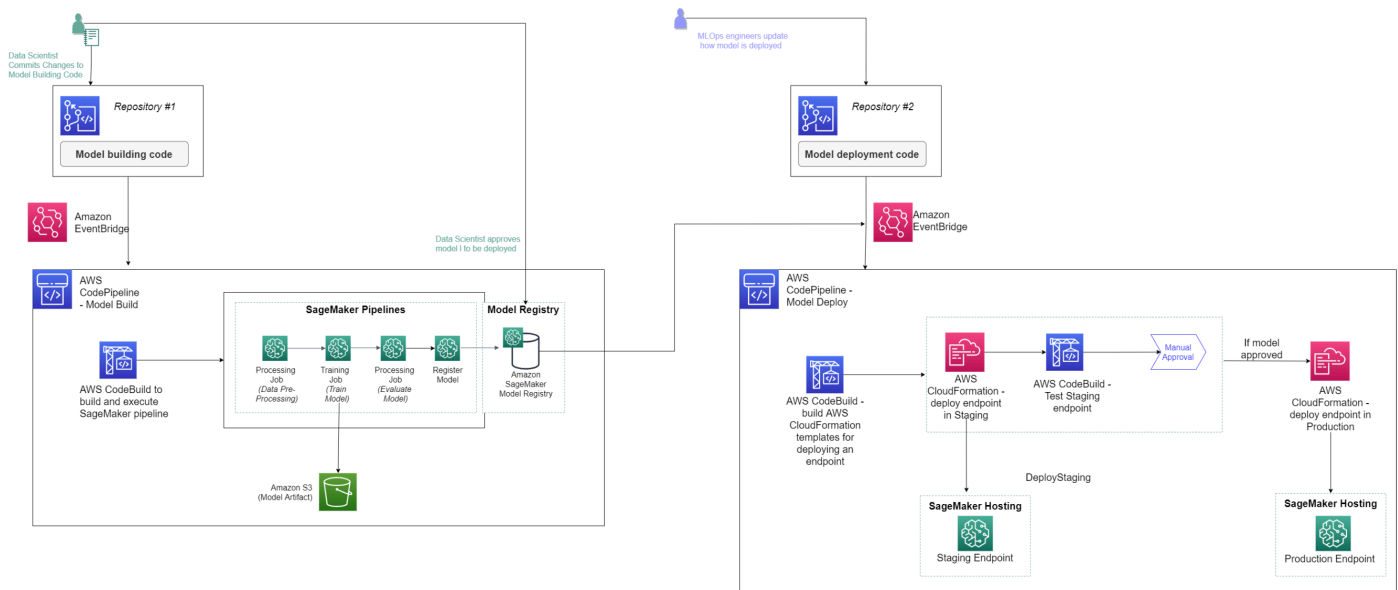 Data Scientist
Commits Changes to
Model Building Code
Repository #1
Model building code
Amazon
EventBridge
Data Scientist approves
model I to be deployed
AWS
CodePipeline
- Model Build
AWS CodeBuild to
build and execute
SageMaker pipeline
SageMaker Pipelines
Processing
Job
(Data Pre-
Processing)
Training
Job
(Train
Model)
Processing
Job
(Evaluate
Model)
Register
Model
Model Registry
Amazon
SageMaker
Model Registry
Amazon S3
(Model Artifact)
MLOps engineers update
how model is deployed
Repository #2
Model deployment code
Amazon
EventBridge
AWS
CodePipeline -
Model Deploy
AWS CodeBuild -
build AWS
CloudFormation
templates for
deploying an
endpoint
AWS
CloudFormation -
deploy endpoint
in Staging
AWS CodeBuild -
Test Staging
endpoint
Manual
Approval
If model
approved
AWS
CloudFormation -
deploy endpoint in
Production
DeployStaging
SageMaker Hosting
Staging Endpoint
SageMaker Hosting
Production Endpoint